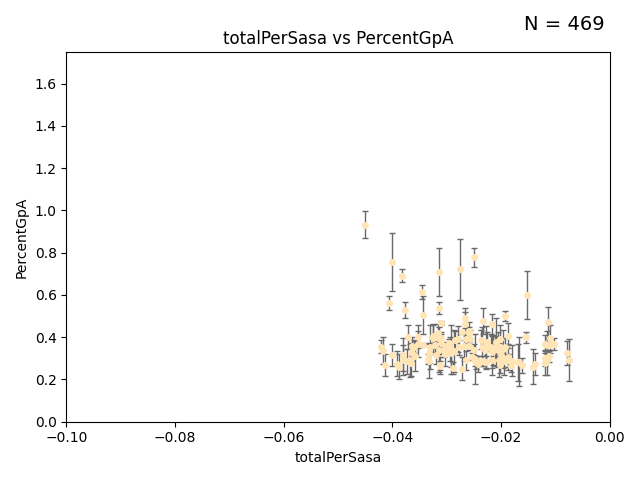 N = 469
totalPerSasa vs PercentGpA
1.6
1.4
1.2
1.0
0.8
0.6
0.4
0.2
0.0
PercentGpA
−0.10 −0.08 −0.06 −0.04 −0.02 0.00
totalPerSasa